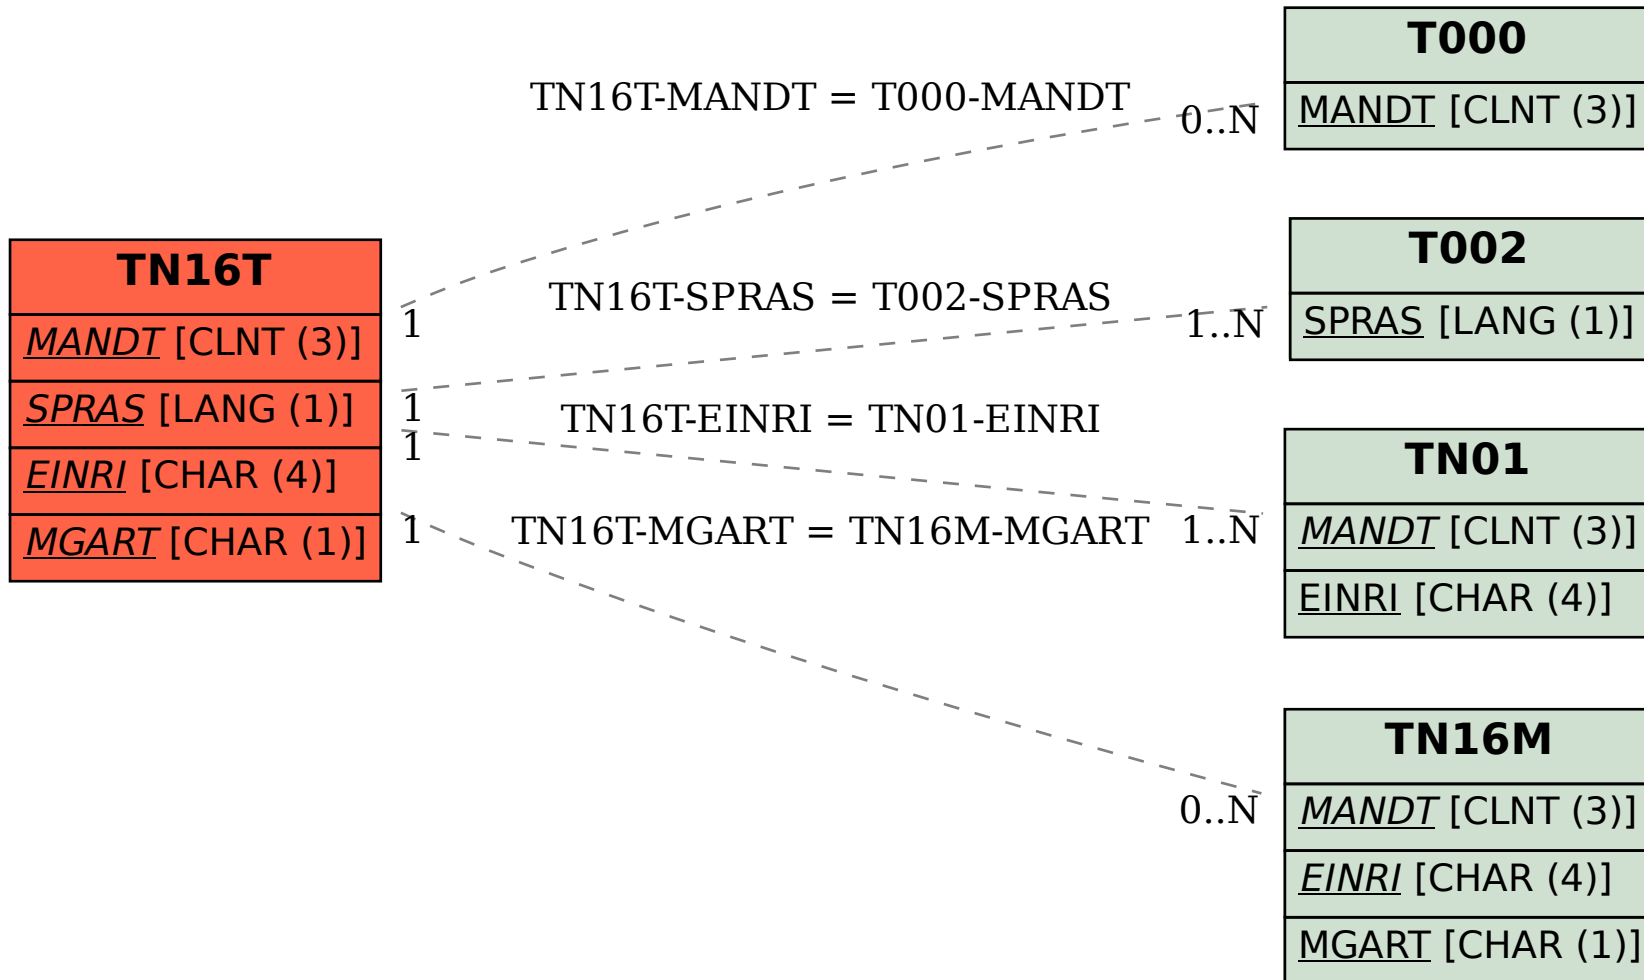 TN16T
MANDT [CLNT (3)]
SPRAS [LANG (1)]
EINRI [CHAR (4)]
MGART [CHAR (1)]
TN16T-MANDT = T000-MANDT
0..N
1
TN16T-SPRAS = T002-SPRAS
1..N
1
TN16T-EINRI = TN01-EINRI
1
1..N
TN16T-MGART = TN16M-MGART
1
0..N
T000
MANDT [CLNT (3)]
T002
SPRAS [LANG (1)]
TN01
MANDT [CLNT (3)]
EINRI [CHAR (4)]
TN16M
MANDT [CLNT (3)]
EINRI [CHAR (4)]
MGART [CHAR (1)]